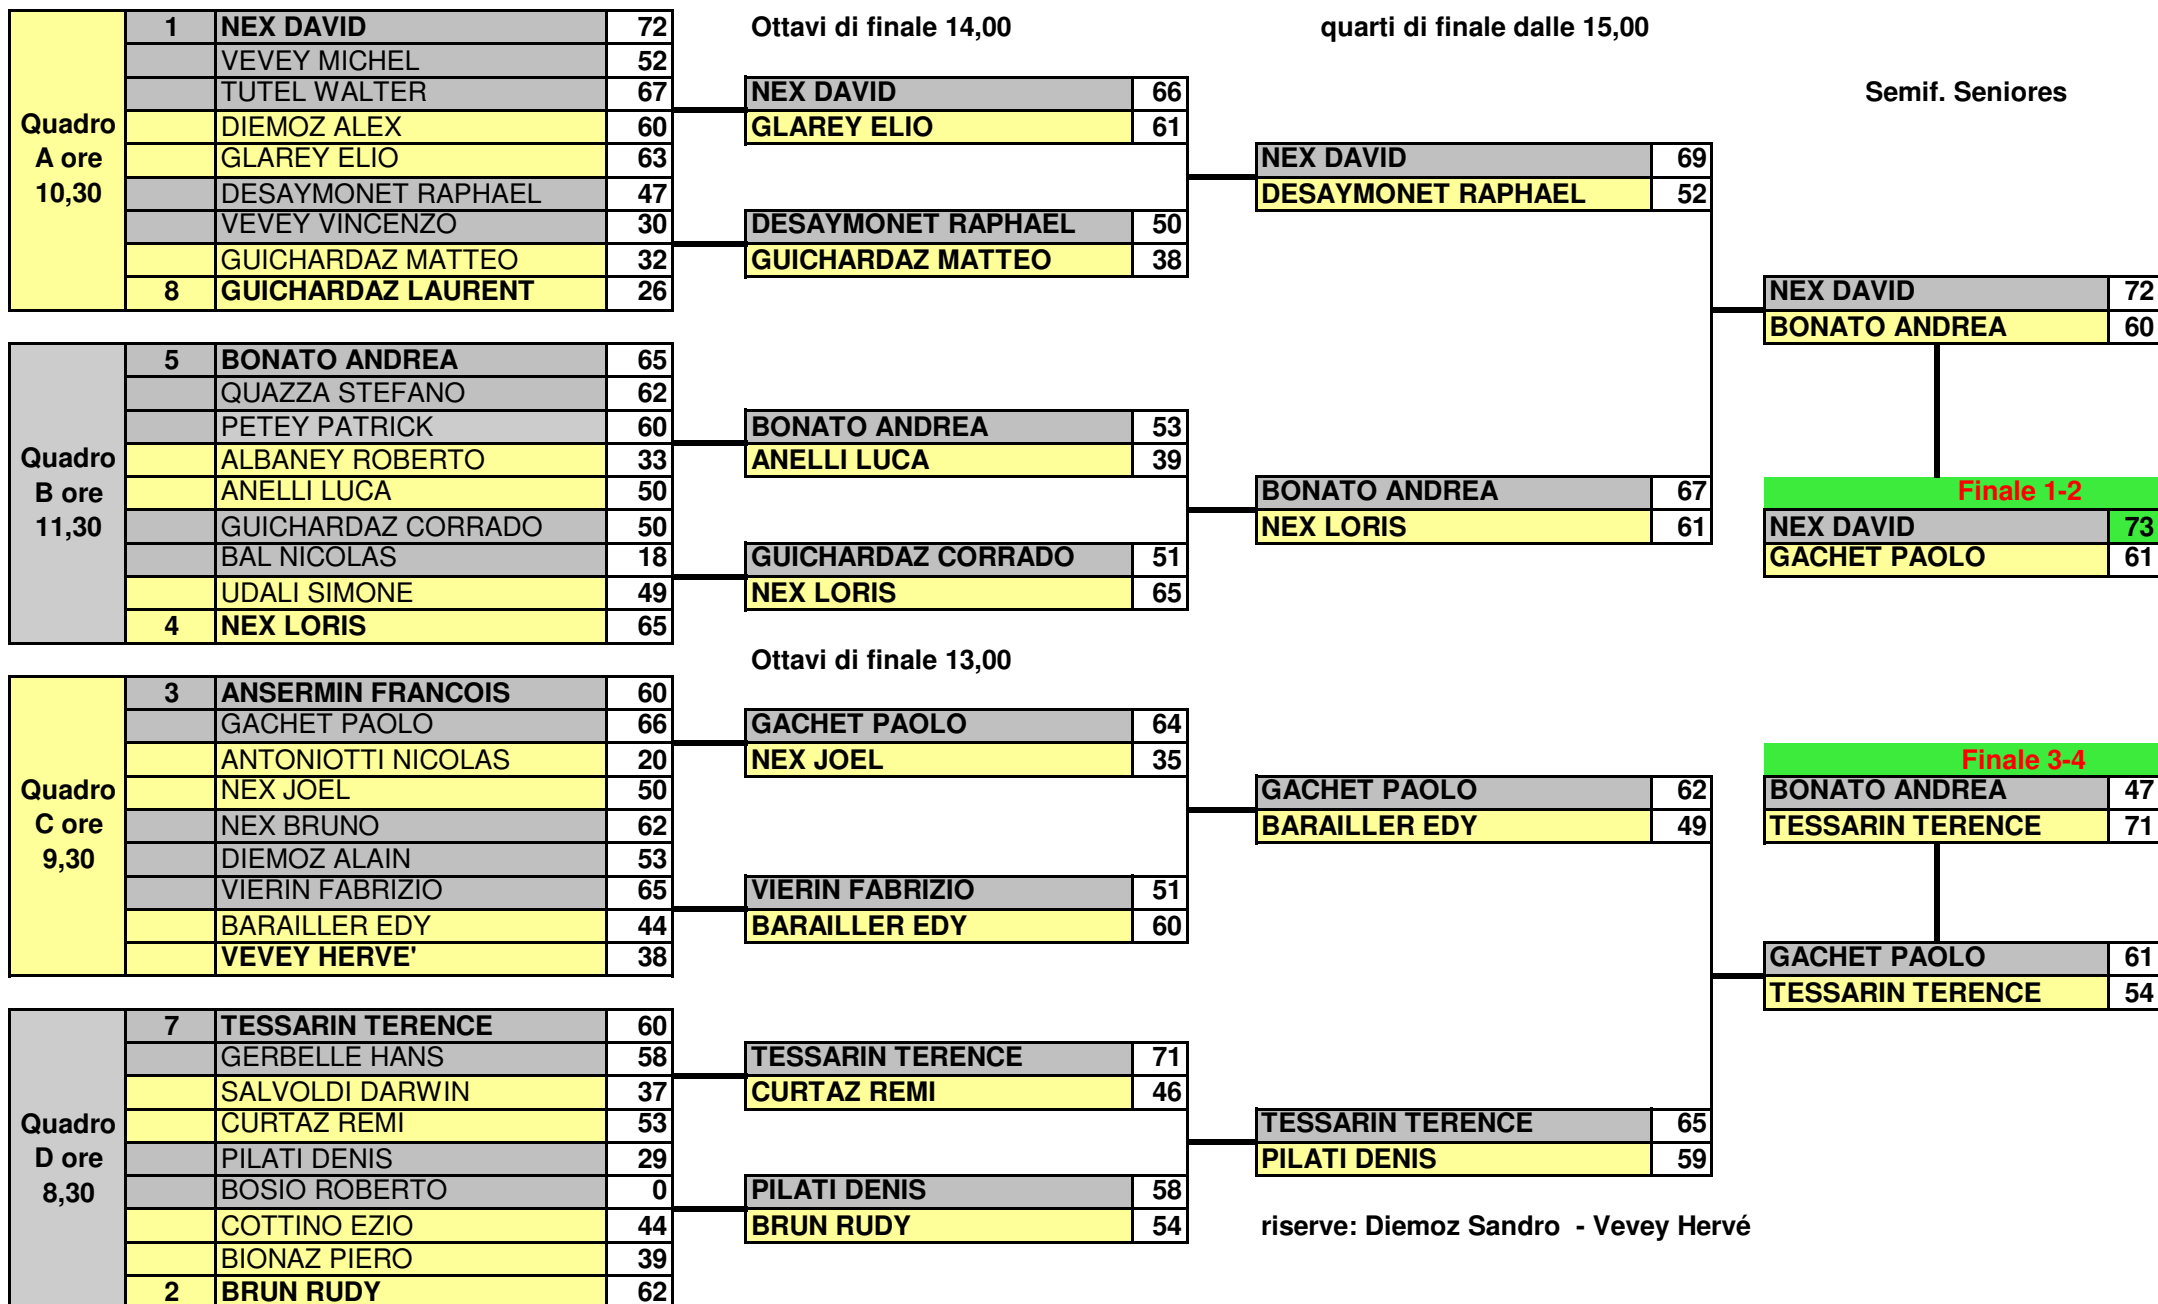 1 NEX DAVID 72 Ottavi di finale 14,00 quarti di finale dalle 15,00
VEVEY MICHEL 52
TUTEL WALTER 67 NEX DAVID 66 Semif. Seniores
Quadro DIEMOZ ALEX 60 GLAREY ELIO 61
A ore GLAREY ELIO 63 NEX DAVID 69
10,30 DESAYMONET RAPHAEL 47 DESAYMONET RAPHAEL 52
VEVEY VINCENZO 30 DESAYMONET RAPHAEL 50
GUICHARDAZ MATTEO 32 GUICHARDAZ MATTEO 38
8 GUICHARDAZ LAURENT 26 NEX DAVID 72
BONATO ANDREA 60
5 BONATO ANDREA 65
QUAZZA STEFANO 62
PETEY PATRICK 60 BONATO ANDREA 53
Quadro ALBANEY ROBERTO 33 ANELLI LUCA 39
B ore ANELLI LUCA 50 BONATO ANDREA 67 Finale 1-2
11,30 GUICHARDAZ CORRADO 50 NEX LORIS 61 NEX DAVID 73
BAL NICOLAS 18 GUICHARDAZ CORRADO 51 GACHET PAOLO 61
UDALI SIMONE 49 NEX LORIS 65
4 NEX LORIS 65
Ottavi di finale 13,00
3 ANSERMIN FRANCOIS 60
GACHET PAOLO 66 GACHET PAOLO 64
ANTONIOTTI NICOLAS 20 NEX JOEL 35 Finale 3-4
Quadro NEX JOEL 50 GACHET PAOLO 62 BONATO ANDREA 47
C ore NEX BRUNO 62 BARAILLER EDY 49 TESSARIN TERENCE 71
9,30 DIEMOZ ALAIN 53
VIERIN FABRIZIO 65 VIERIN FABRIZIO 51
BARAILLER EDY 44 BARAILLER EDY 60
VEVEY HERVE' 38 GACHET PAOLO 61
TESSARIN TERENCE 54
7 TESSARIN TERENCE 60
GERBELLE HANS 58 TESSARIN TERENCE 71
SALVOLDI DARWIN 37 CURTAZ REMI 46
Quadro CURTAZ REMI 53 TESSARIN TERENCE 65
D ore PILATI DENIS 29 PILATI DENIS 59
8,30 BOSIO ROBERTO 0 PILATI DENIS 58
COTTINO EZIO 44 BRUN RUDY 54 riserve: Diemoz Sandro - Vevey Hervé
BIONAZ PIERO 39
2 BRUN RUDY 62